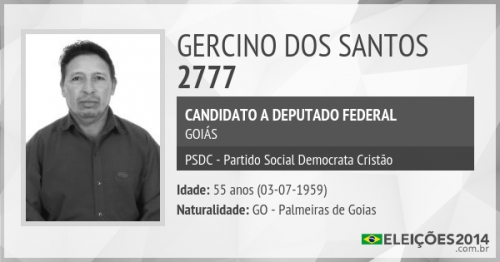 GERCINO DOS SANTOS
2777
CANDIDATO A DEPUTADO FEDERAL
GOIÁS
PSDC - Partido Social Democrata Cristão
Idade: 55 anos (03-07-1959)
Naturalidade: GO - Palmeiras de Goias
ELEIÇÕES2014
.com.br